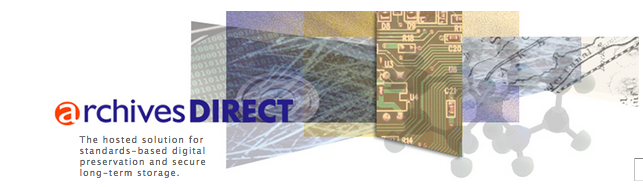 archivesDIRECT
The hosted solution for
standards-based digital
preservation and secure
long-term storage.